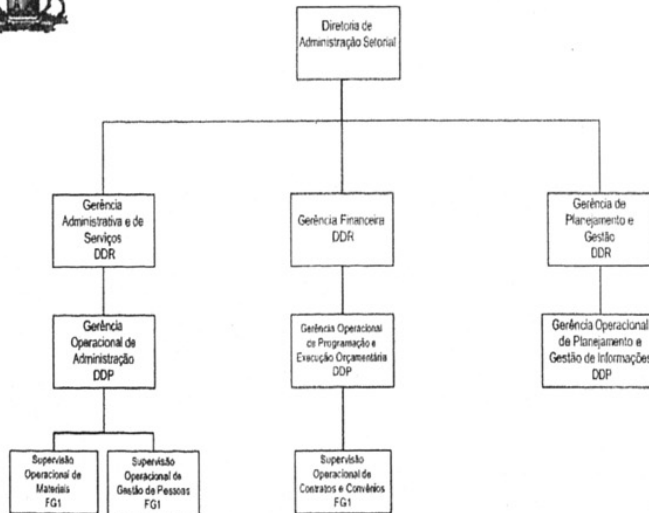 Diretoria de
Administração Setorial
Gerência
Administrativa e de
Serviços
DDR
Gerência Financeira
DDR
Gerência de
Planejamento e
Gestão
DDR
Gerência
Operacional de
Administração
DDP
Gerência Operacional
de Programação e
Execução Orçamentária
DDP
Gerência Operacional
de Planejamento e
Gestão de Informações
DDP
Supervisão
Operacional de
Materiais
FG1
Supervisão
Operacional de
Gestão de Pessoas
FG1
Supervisão
Operacional de
Contratos e Convênios
FG1